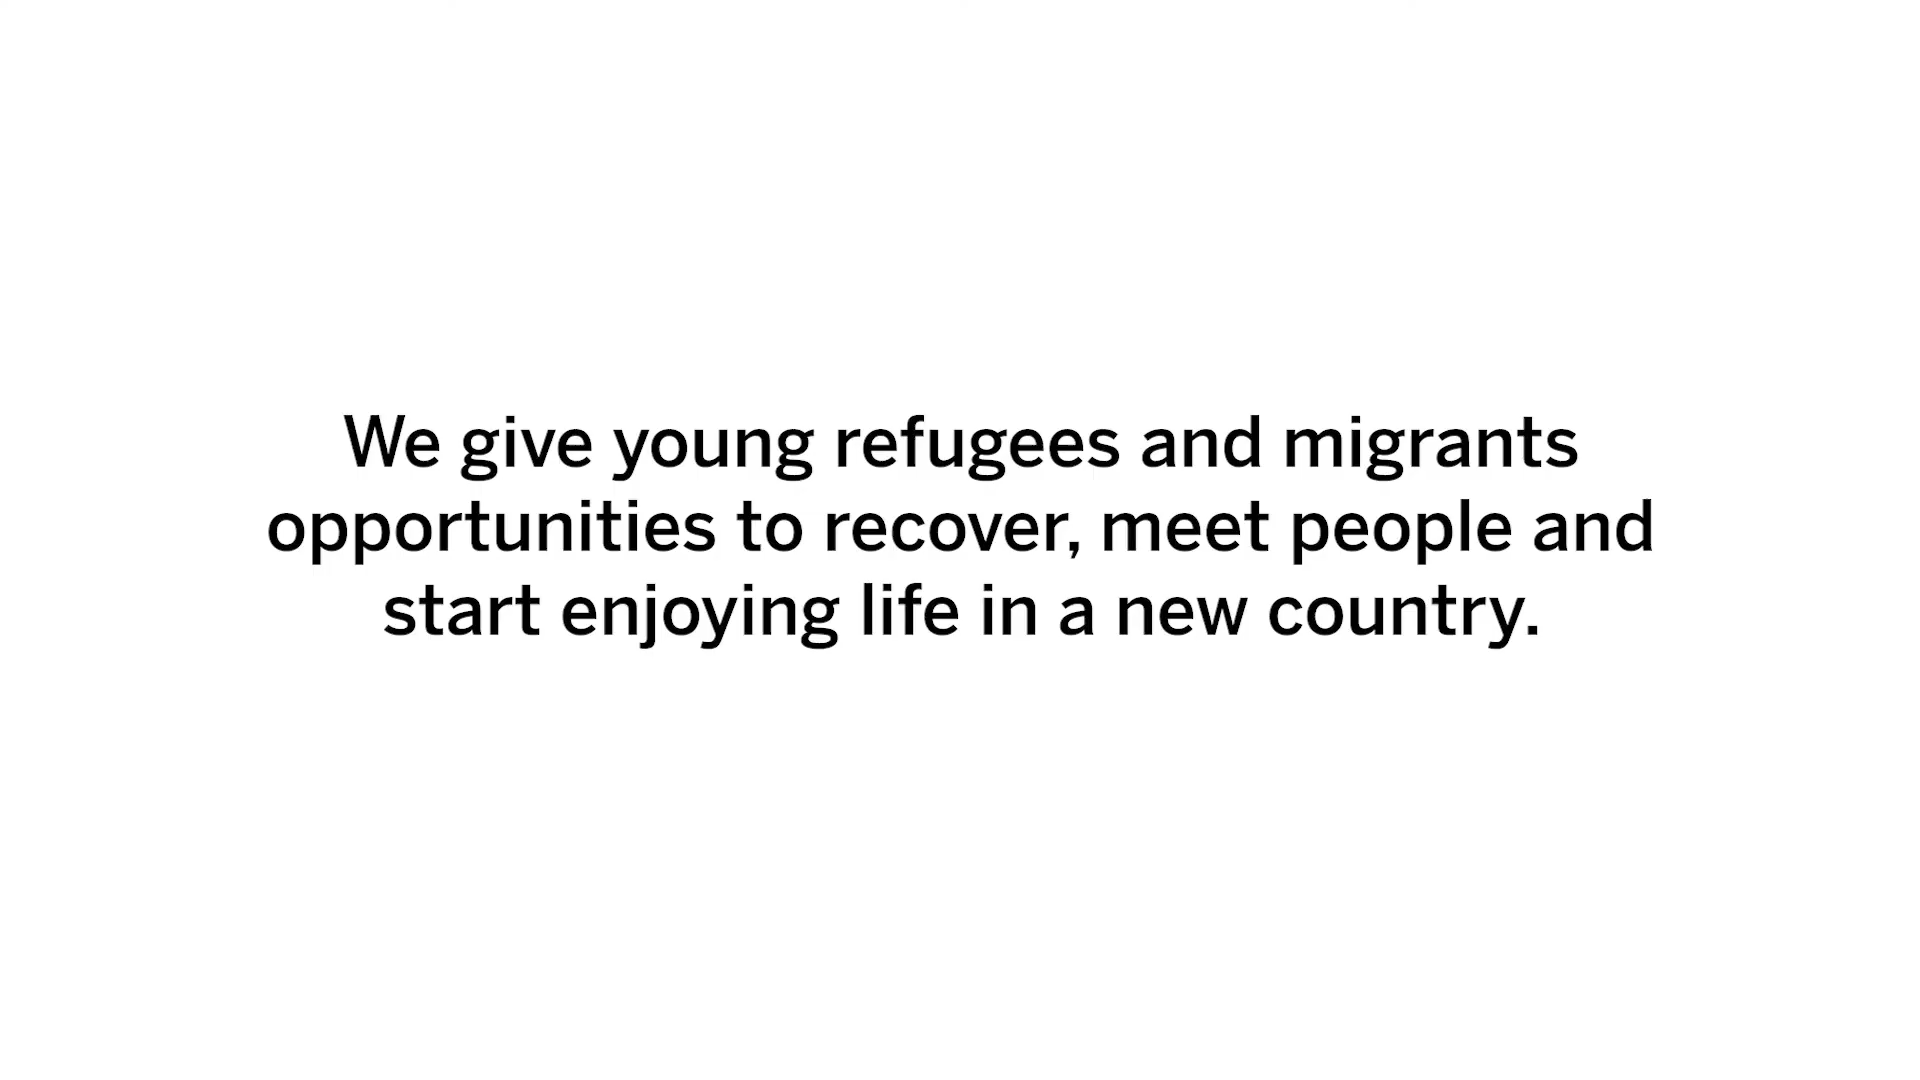 We give young refugees and migrants
opportunities to recover, meet people and
start enjoying life in a new country.